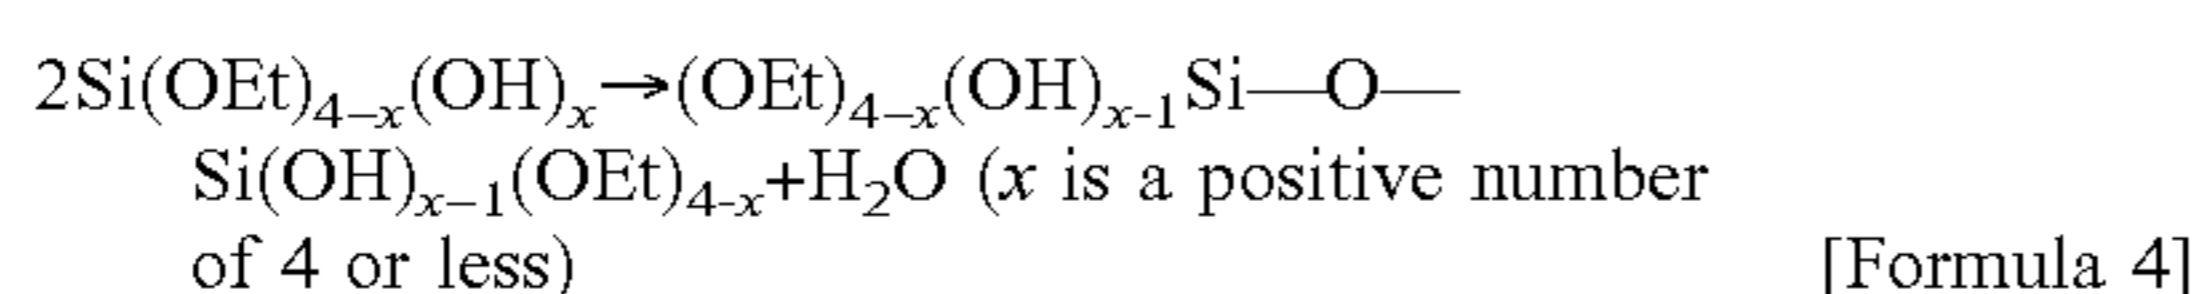 2Si(OEt)₄₋ₓ(OH)ₓ→(OEt)₄₋ₓ(OH)ₓ₋₁Si—O—
Si(OH)ₓ₋₁(OEt)₄₋ₓ+H₂O (x is a positive number
of 4 or less) [Formula 4]